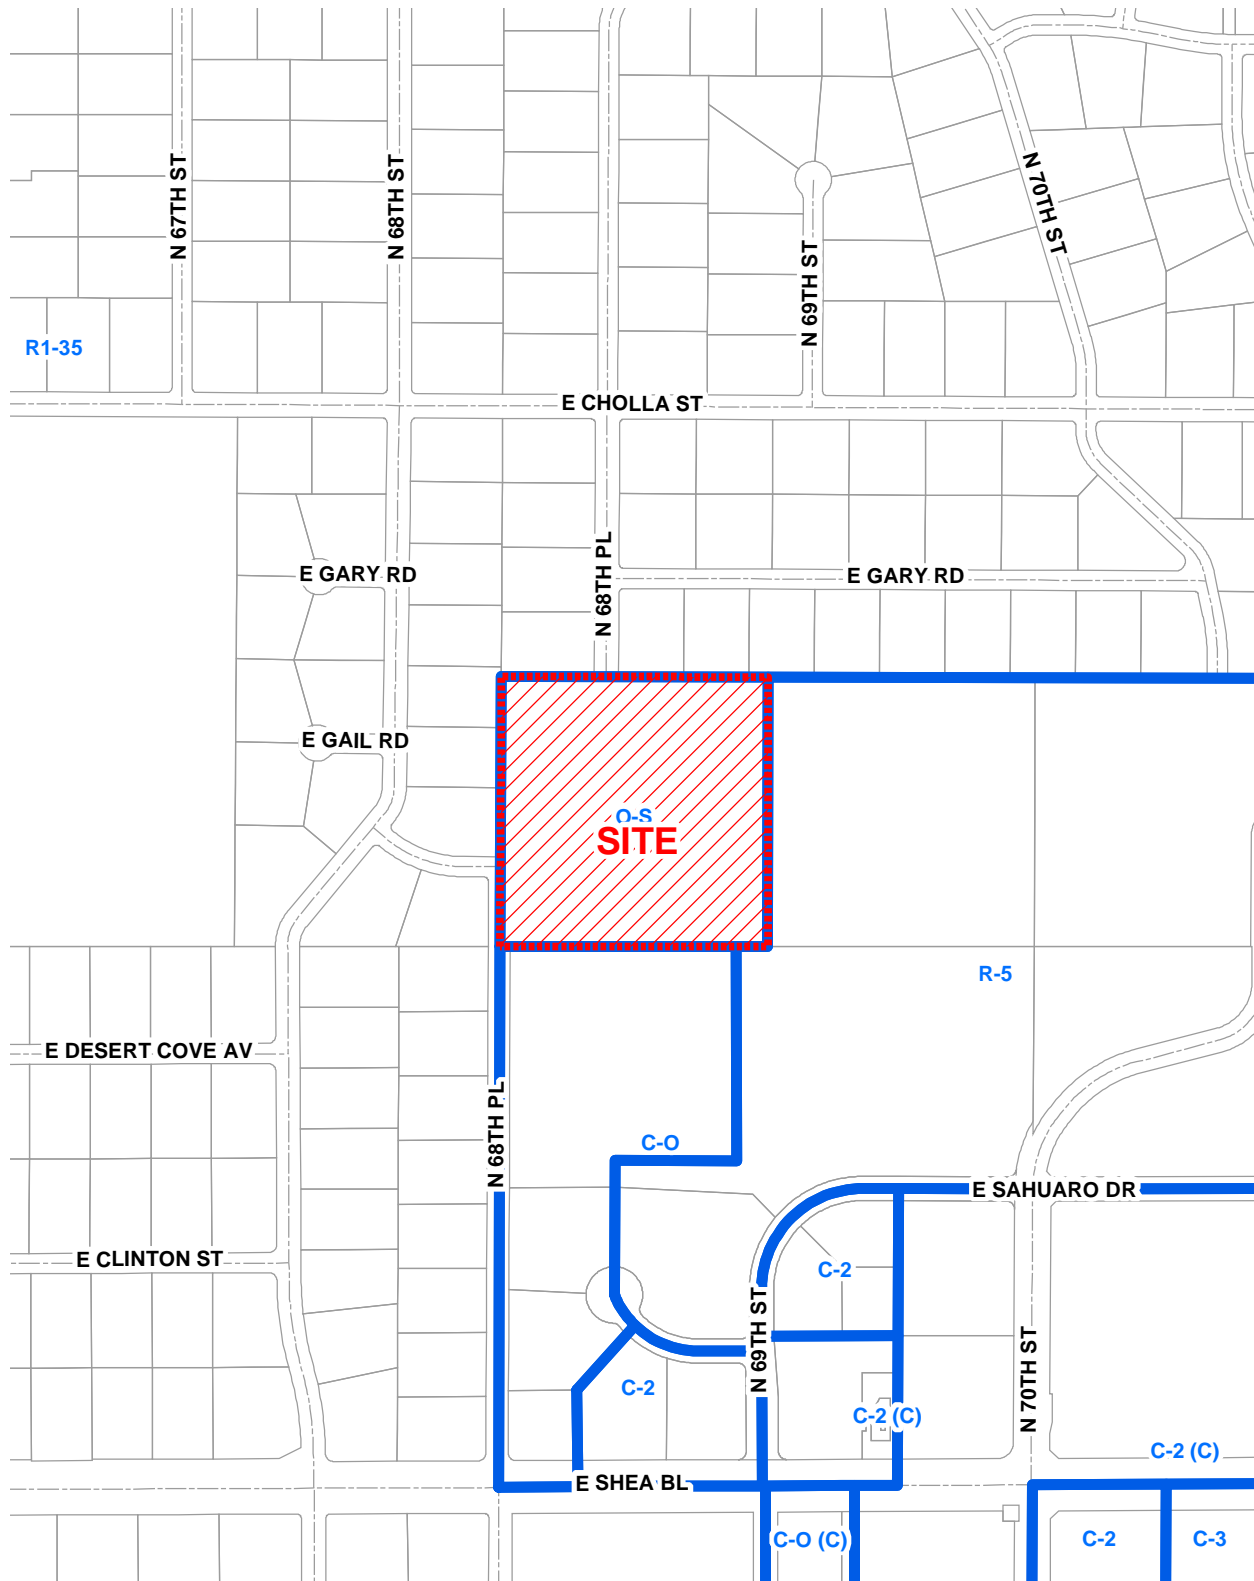 N 67TH ST
N 68TH ST
N 70TH ST
N 69TH ST
R1-35
E CHOLLA ST
N 68TH PL
E GARY RD
E GARY RD
E GAIL RD
O-S
SITE
R-5
E DESERT COVE AV
N 68TH PL
C-O
E SAHUARO DR
E CLINTON ST
C-2
N 69TH ST
N 70TH ST
C-2
C-2 (C)
C-2 (C)
E SHEA BL
C-O (C)
C-2
C-3